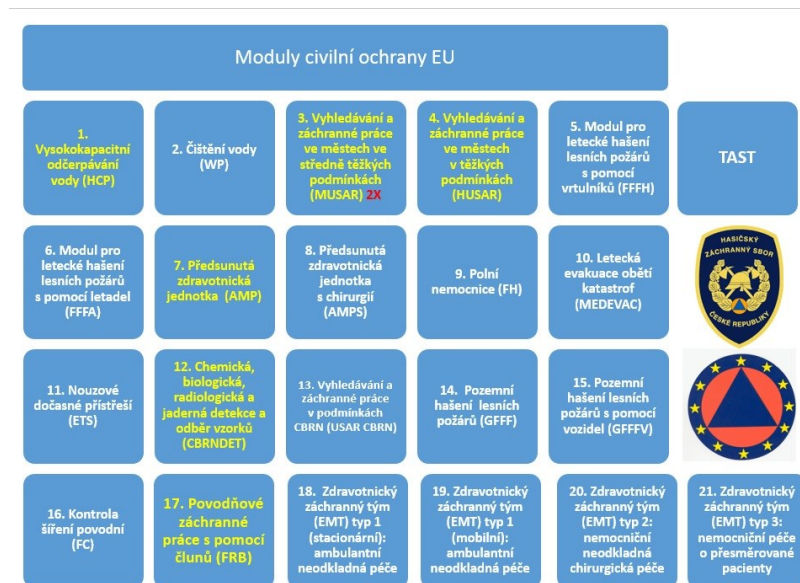 Moduly civilní ochrany EU
1.
Vysokokapacitní
odčerpávání
vody (HCP)
2. Čištění vody
(WP)
3. Vyhledávání a
záchranné práce
ve městech ve
středně těžkých
podmínkách
(MUSAR) 2X
4. Vyhledávání a
záchranné práce
ve městech
v těžkých
podmínkách
(HUSAR)
5. Modul pro
letecké hašení
lesních požárů
s pomocí
vrtulníků (FFFH)
TAST
6. Modul pro
letecké hašení
lesních požárů
s pomocí letadel
(FFFA)
7. Předsunutá
zdravotnická
jednotka (AMP)
8. Předsunutá
zdravotnická
jednotka
s chirurgií
(AMPS)
9. Polní
nemocnice (FH)
10. Letecká
evakuace obětí
katastrof
(MEDEVAC)
HASIČSKÝ
ZÁCHRANNÝ SBOR
ČESKÉ REPUBLIKY
11. Nouzové
dočasné přístřeší
(ETS)
12. Chemická,
biologická,
radiologická a
jaderná detekce a
odběr vzorků
(CBRNDET)
13. Vyhledávání a
záchranné práce
v podmínkách
CBRN (USAR CBRN)
14. Pozemní
hašení lesních
požárů (GFFF)
15. Pozemní
hašení lesních
požárů s pomocí
vozidel (GFFFV)
16. Kontrola
šíření povodní
(FC)
17. Povodňové
záchranné
práce s pomocí
člunů (FRB)
18. Zdravotnický
záchranný tým
(EMT) typ 1
(stacionární):
ambulantní
neodkladná péče
19. Zdravotnický
záchranný tým
(EMT) typ 1
(mobilní):
ambulantní
neodkladná péče
20. Zdravotnický
záchranný tým
(EMT) typ 2:
nemocniční
neodkladná
chirurgická péče
21. Zdravotnický
záchranný tým
(EMT) typ 3:
nemocniční péče
o přesměrované
pacienty